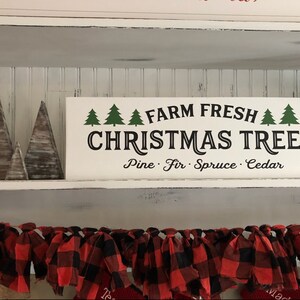 FARM FRESH
CHRISTMAS TREE
Pine · Fir · Spruce · Cedar